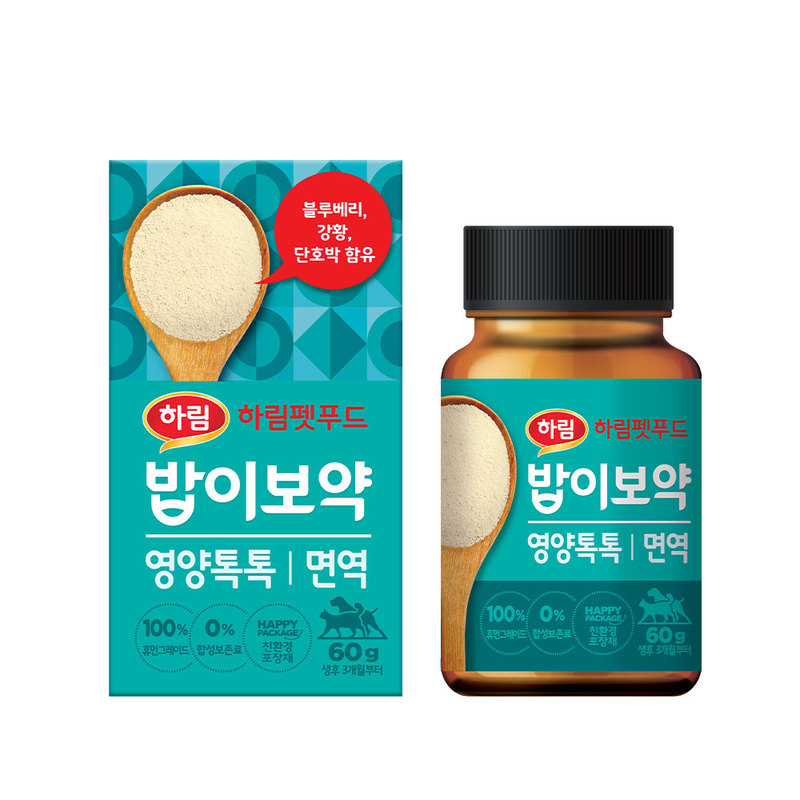 블루베리,
강황,
단호박 함유
하림 하림펫푸드
밥이보약
영양톡톡 | 면역
100%
휴먼그레이드
0%
합성보존료
HAPPY
PACKAGE
친환경
포장재
60g
생후 3개월부터
하림 하림펫푸드
밥이보약
영양톡톡 | 면역
100%
휴먼그레이드
0%
합성보존료
HAPPY
PACKAGE
친환경
포장재
60g
생후 3개월부터